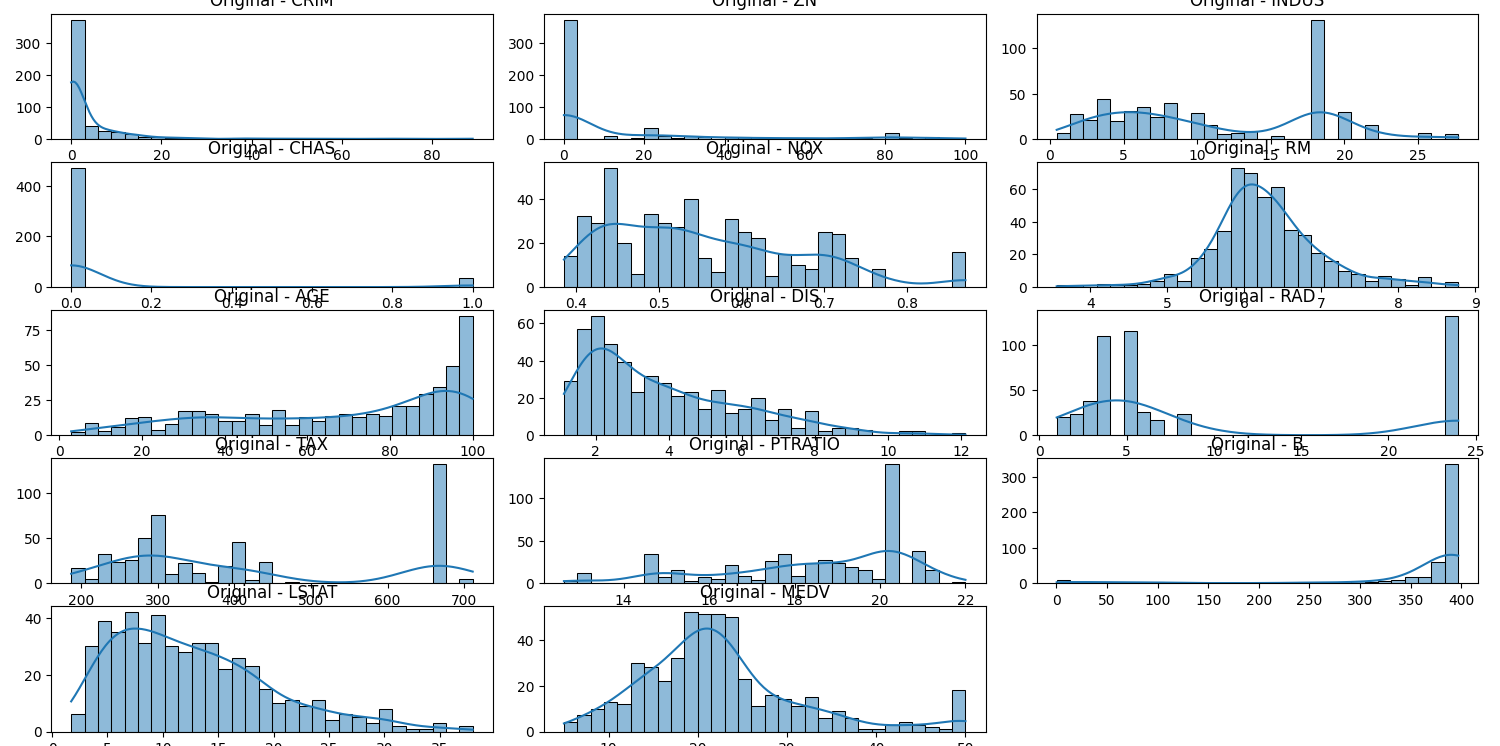 Original - CRIM
Original - ZN
Original - INDUS
300
200
100
0
0 20 40 60 80
300
200
100
0
0 20 40 60 80 100
100
50
0
0 5 10 15 20 25
Original - CHAS
Original - NOX
Original - RM
400
200
0
0.0 0.2 0.4 0.6 0.8 1.0
40
20
0
0.4 0.5 0.6 0.7 0.8
60
40
20
0
4 5 6 7 8 9
Original - AGE
Original - DIS
Original - RAD
75
50
25
0
0 20 40 60 80 100
60
40
20
0
2 4 6 8 10 12
100
50
0
0 5 10 15 20 25
Original - TAX
Original - PTRATIO
Original - B
100
50
0
200 300 400 500 600 700
100
50
0
14 16 18 20 22
300
200
100
0
0 50 100 150 200 250 300 350 400
Original - LSTAT
Original - MEDV
40
20
0
0 5 10 15 20 25 30 35
40
20
0
10 20 30 40 50